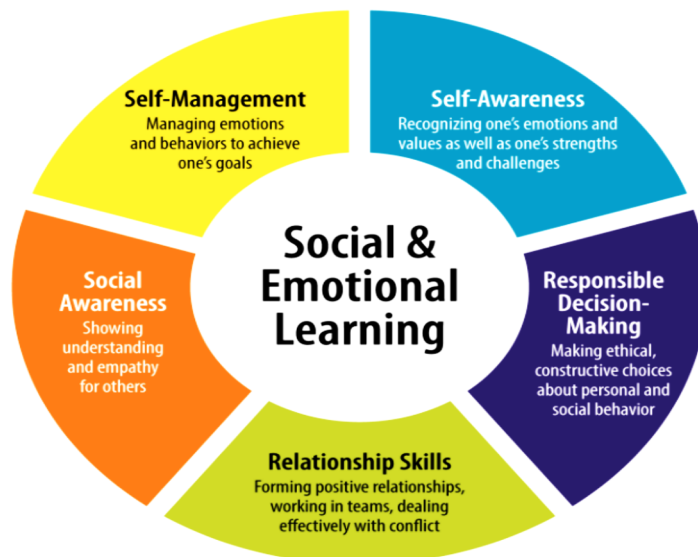 Self-Management
Managing emotions
and behaviors to achieve
one's goals
Self-Awareness
Recognizing one's emotions and
values as well as one's strengths
and challenges
Social &
Emotional
Learning
Social
Awareness
Showing
understanding
and empathy
for others
Responsible
Decision-
Making
Making ethical,
constructive choices
about personal and
social behavior
Relationship Skills
Forming positive relationships,
working in teams, dealing
effectively with conflict